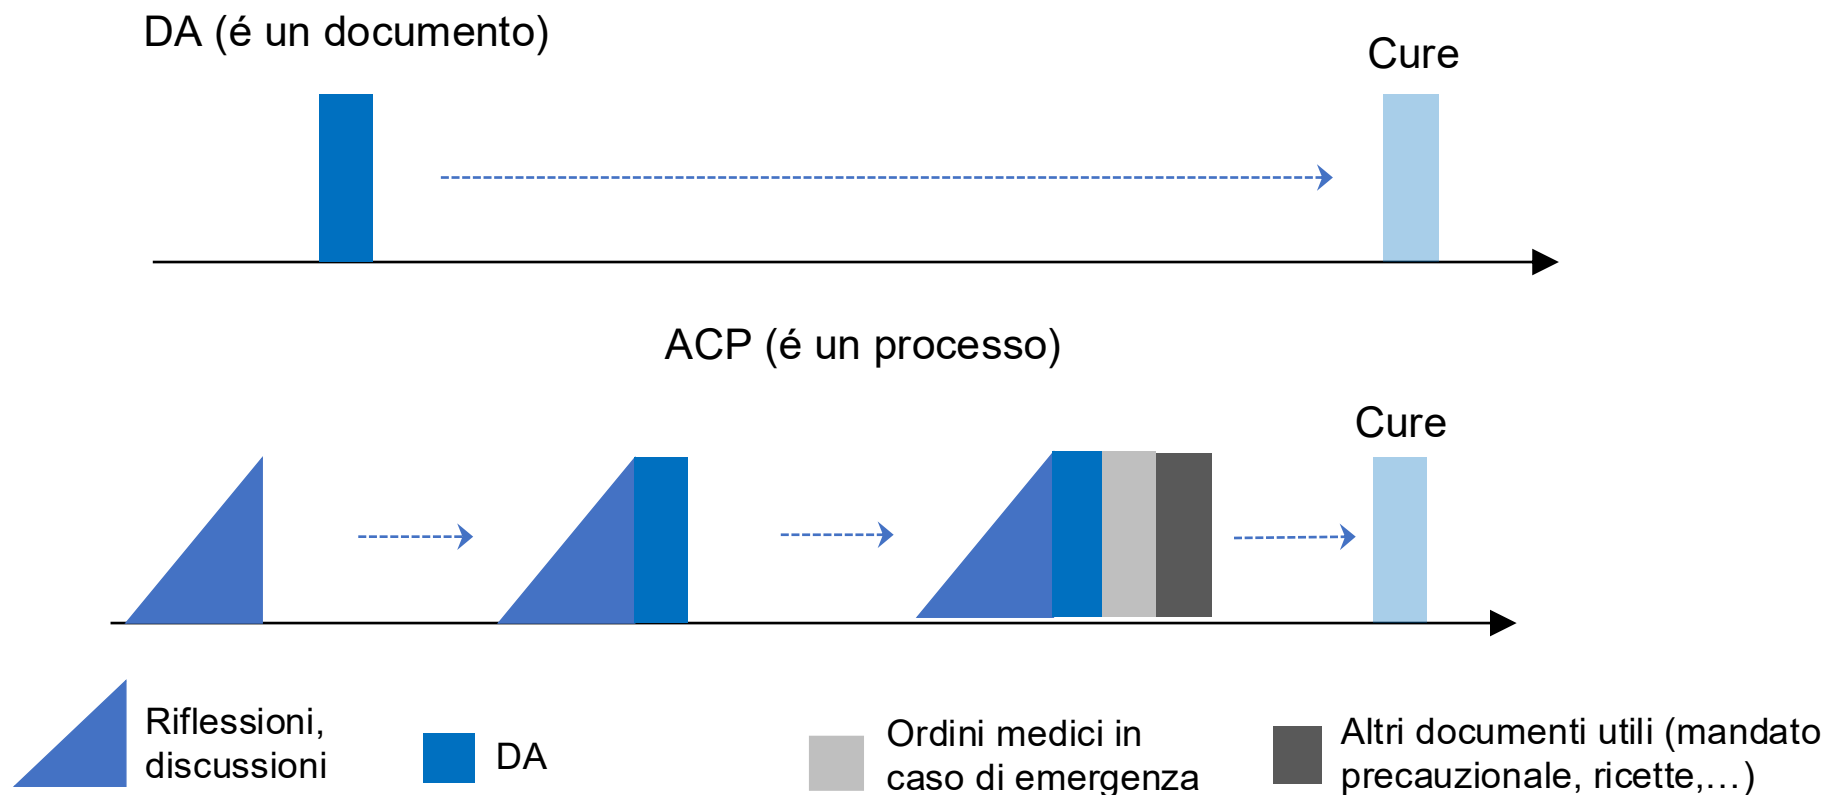 DA (é un documento)
Cure
ACP (é un processo)
Cure
Riflessioni,
discussioni
DA
Ordini medici in
caso di emergenza
Altri documenti utili (mandato
precauzionale, ricette,…)